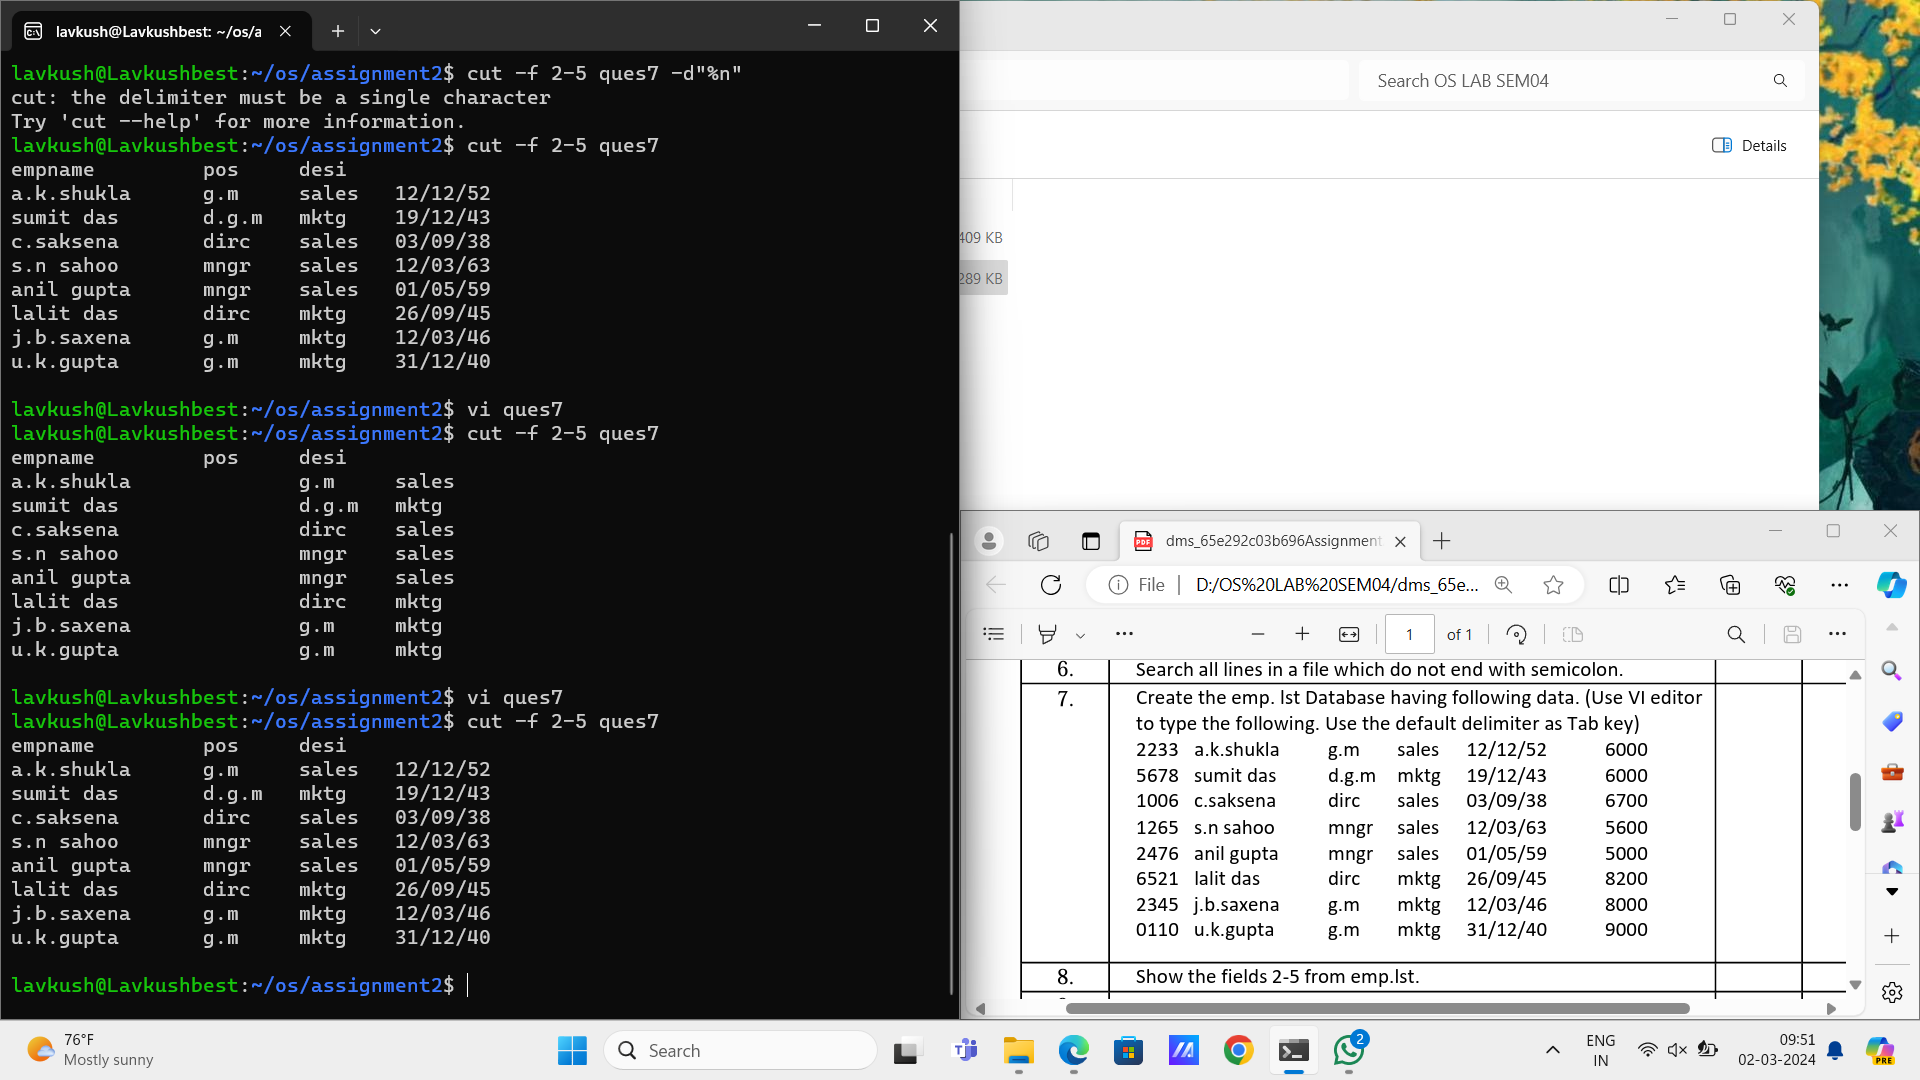 lavkush@Lavkushbest: ~/os/a
lavkush@Lavkushbest:~/os/assignment2$ cut -f 2-5 ques7 -d"%n"
cut: the delimiter must be a single character
Try 'cut --help' for more information.
lavkush@Lavkushbest:~/os/assignment2$ cut -f 2-5 ques7
empname pos desi
a.k.shukla g.m sales 12/12/52
sumit das d.g.m mktg 19/12/43
c.saksena dirc sales 03/09/38
s.n sahoo mngr sales 12/03/63
anil gupta mngr sales 01/05/59
lalit das dirc mktg 26/09/45
j.b.saxena g.m mktg 12/03/46
u.k.gupta g.m mktg 31/12/40
lavkush@Lavkushbest:~/os/assignment2$ vi ques7
lavkush@Lavkushbest:~/os/assignment2$ cut -f 2-5 ques7
empname pos desi
a.k.shukla g.m sales
sumit das d.g.m mktg
c.saksena dirc sales
s.n sahoo mngr sales
anil gupta mngr sales
lalit das dirc mktg
j.b.saxena g.m mktg
u.k.gupta g.m mktg
lavkush@Lavkushbest:~/os/assignment2$ vi ques7
lavkush@Lavkushbest:~/os/assignment2$ cut -f 2-5 ques7
empname pos desi
a.k.shukla g.m sales 12/12/52
sumit das d.g.m mktg 19/12/43
c.saksena dirc sales 03/09/38
s.n sahoo mngr sales 12/03/63
anil gupta mngr sales 01/05/59
lalit das dirc mktg 26/09/45
j.b.saxena g.m mktg 12/03/46
u.k.gupta g.m mktg 31/12/40
lavkush@Lavkushbest:~/os/assignment2$
Search OS LAB SEM04
Details
409 KB
289 KB
dms_65e292c03b696Assignment
File D:/OS%20LAB%20SEM04/dms_65e...
1 of 1
6. Search all lines in a file which do not end with semicolon.
7. Create the emp. lst Database having following data. (Use VI editor
to type the following. Use the default delimiter as Tab key)
2233 a.k.shukla g.m sales 12/12/52 6000
5678 sumit das d.g.m mktg 19/12/43 6000
1006 c.saksena dirc sales 03/09/38 6700
1265 s.n sahoo mngr sales 12/03/63 5600
2476 anil gupta mngr sales 01/05/59 5000
6521 lalit das dirc mktg 26/09/45 8200
2345 j.b.saxena g.m mktg 12/03/46 8000
0110 u.k.gupta g.m mktg 31/12/40 9000
8. Show the fields 2-5 from emp.lst.
76°F
Mostly sunny
Search
2
ENG
IN
09:51
02-03-2024
PRE